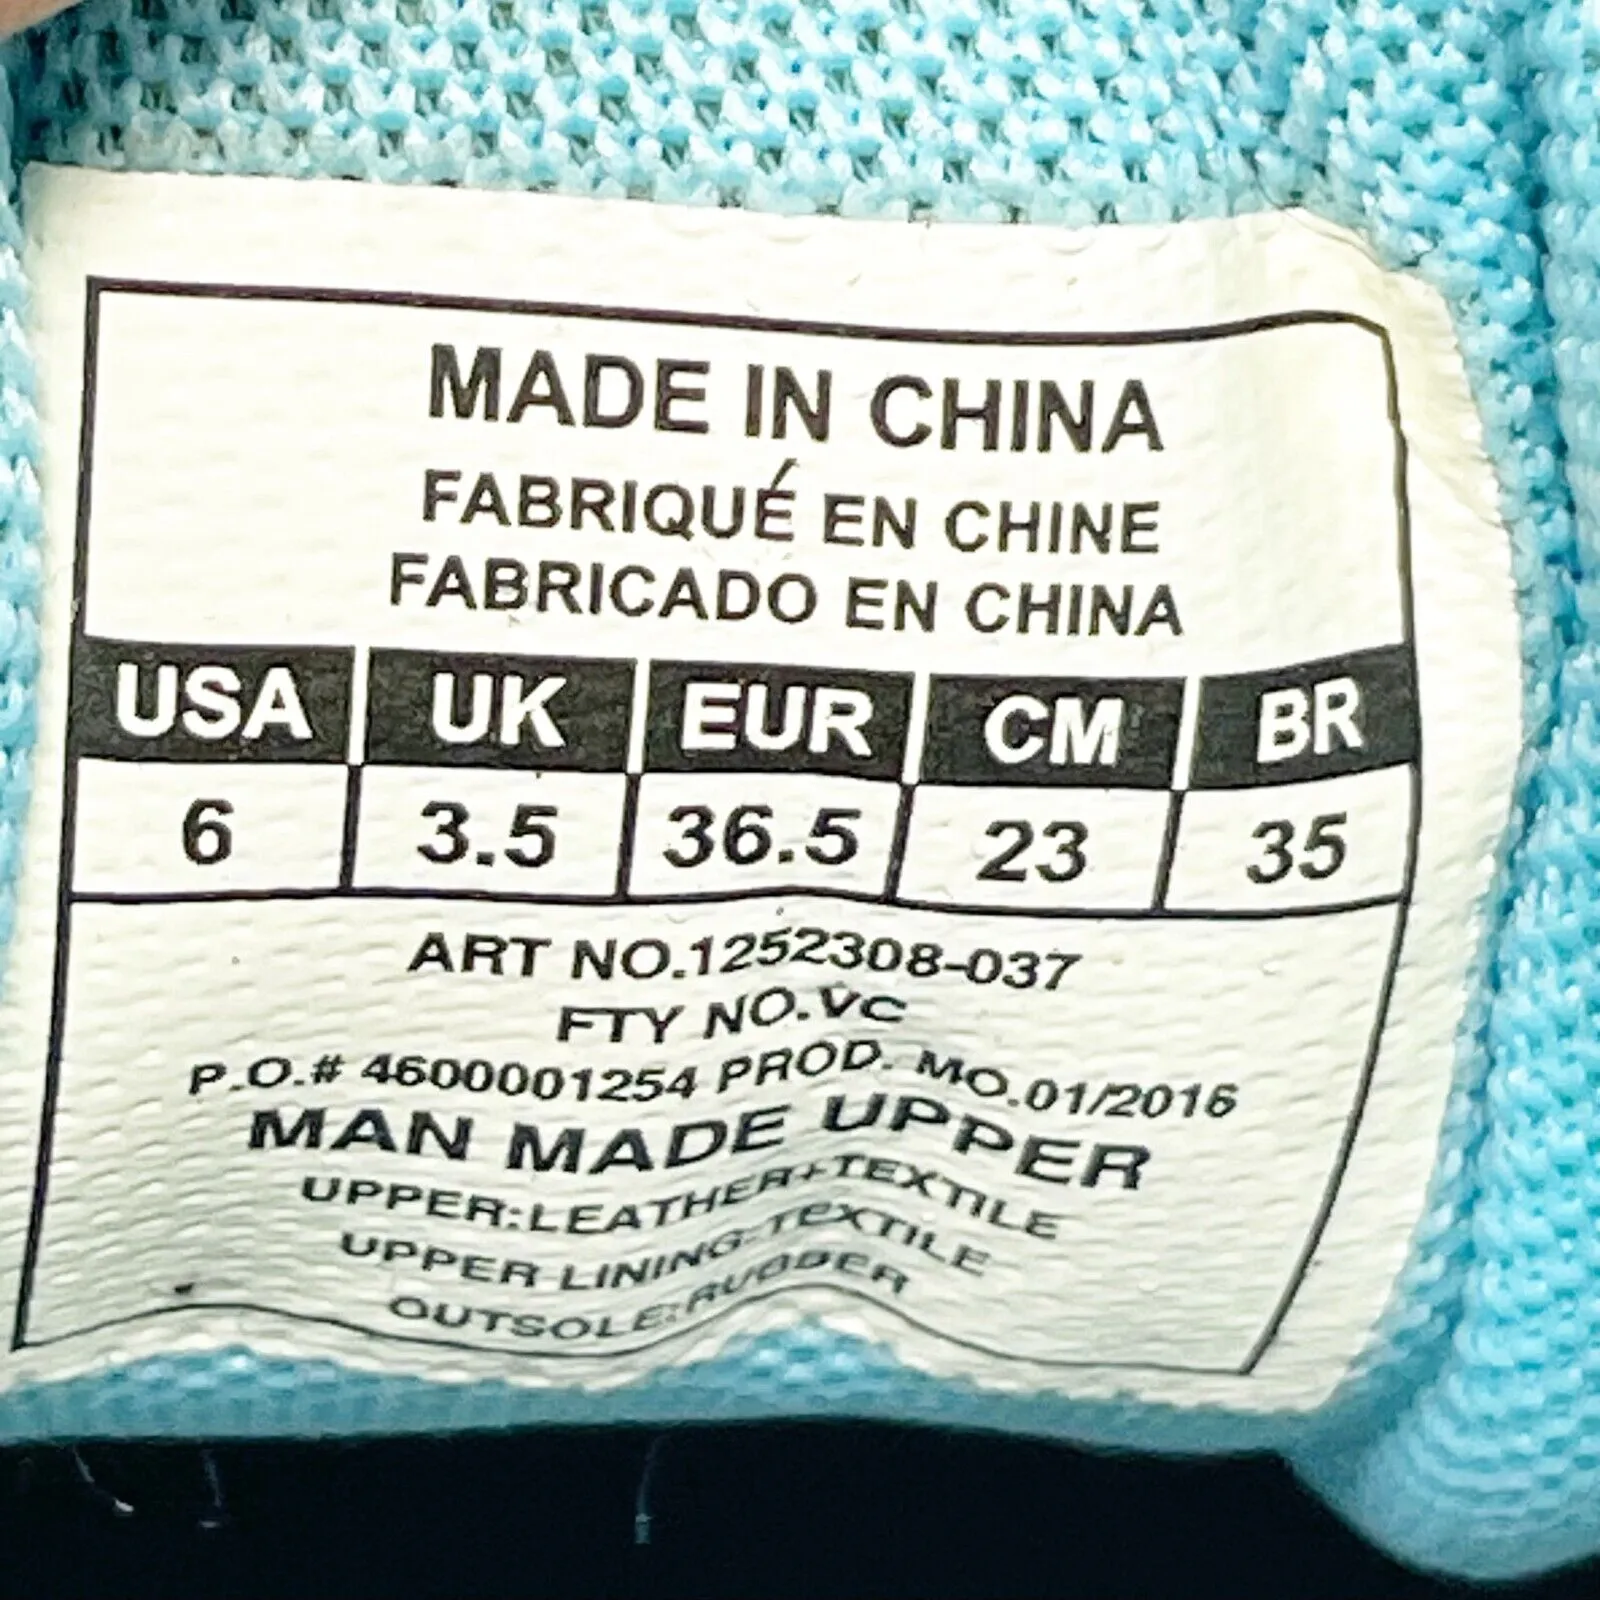 MADE IN CHINA
FABRIQUÉ EN CHINE
FABRICADO EN CHINA
USA UK EUR CM BR
6 3.5 36.5 23 35
ART NO.1252308-037
FTY NO.VC
P.O.# 4600001254 PROD. MO.01/2016
MAN MADE UPPER
UPPER:LEATHER+TEXTILE
UPPER LINING:TEXTILE
OUTSOLE:RUBBER